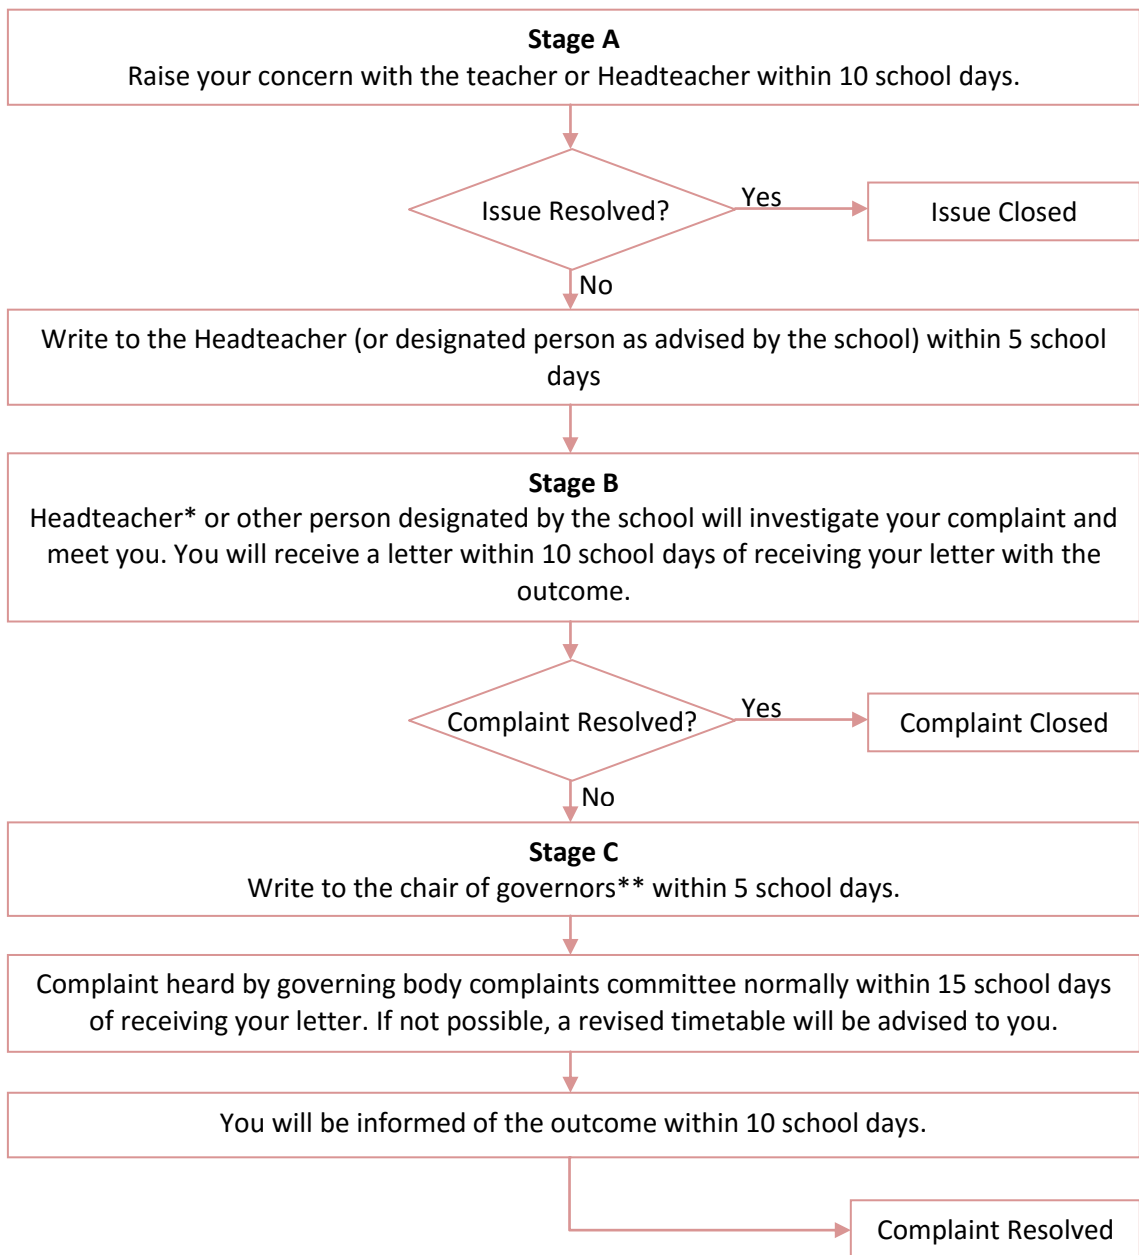 Stage A
Raise your concern with the teacher or Headteacher within 10 school days.
Issue Resolved?
Yes
Issue Closed
No
Write to the Headteacher (or designated person as advised by the school) within 5 school
days
Stage B
Headteacher* or other person designated by the school will investigate your complaint and
meet you. You will receive a letter within 10 school days of receiving your letter with the
outcome.
Complaint Resolved?
Yes
Complaint Closed
No
Stage C
Write to the chair of governors** within 5 school days.
Complaint heard by governing body complaints committee normally within 15 school days
of receiving your letter. If not possible, a revised timetable will be advised to you.
You will be informed of the outcome within 10 school days.
Complaint Resolved